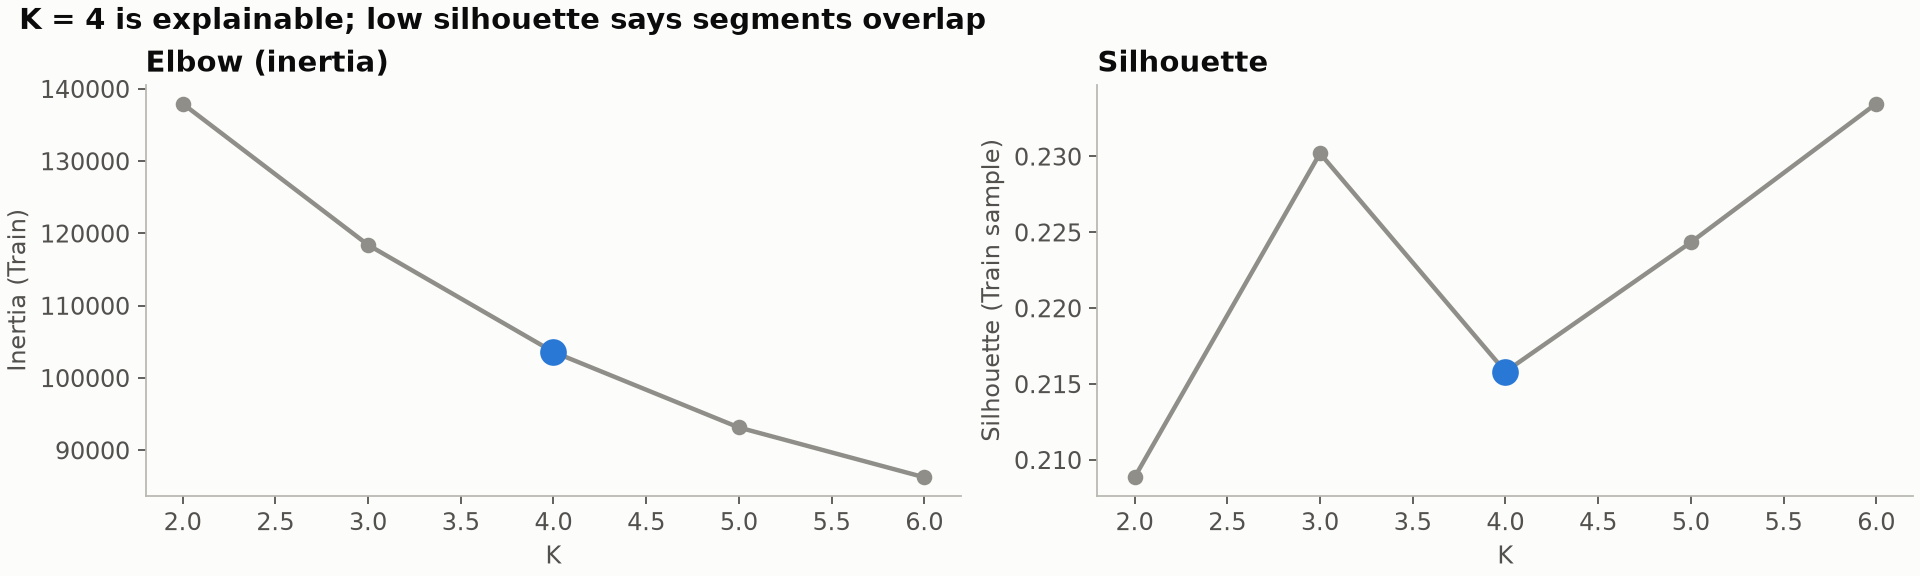 K = 4 is explainable; low silhouette says segments overlap
Elbow (inertia)
Inertia (Train)
140000
130000
120000
110000
100000
90000
2.0 2.5 3.0 3.5 4.0 4.5 5.0 5.5 6.0
K
Silhouette
Silhouette (Train sample)
0.230
0.225
0.220
0.215
0.210
2.0 2.5 3.0 3.5 4.0 4.5 5.0 5.5 6.0
K